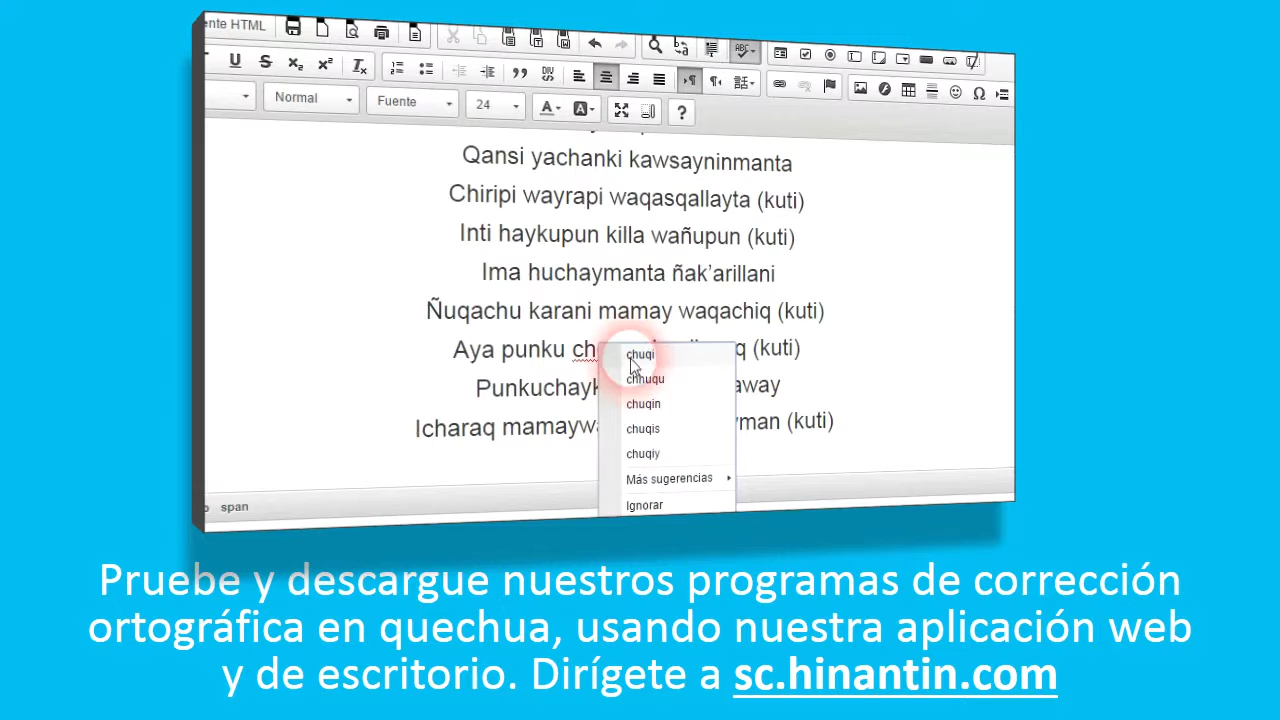 ente HTML
Normal Fuente 24
Qansi yachanki kawsayninmanta
Chiripi wayrapi waqasqallayta (kuti)
Inti haykupun killa wañupun (kuti)
Ima huchaymanta ñak’arillani
Ñuqachu karani mamay waqachiq (kuti)
Aya punku (kuti)
chuqi
chhuqu
chuqin
chuqis
chuqiy
Más sugerencias
Ignorar
span
Pruebe y descargue nuestros programas de corrección
ortográfica en quechua, usando nuestra aplicación web
y de escritorio. Dirígete a sc.hinantin.com